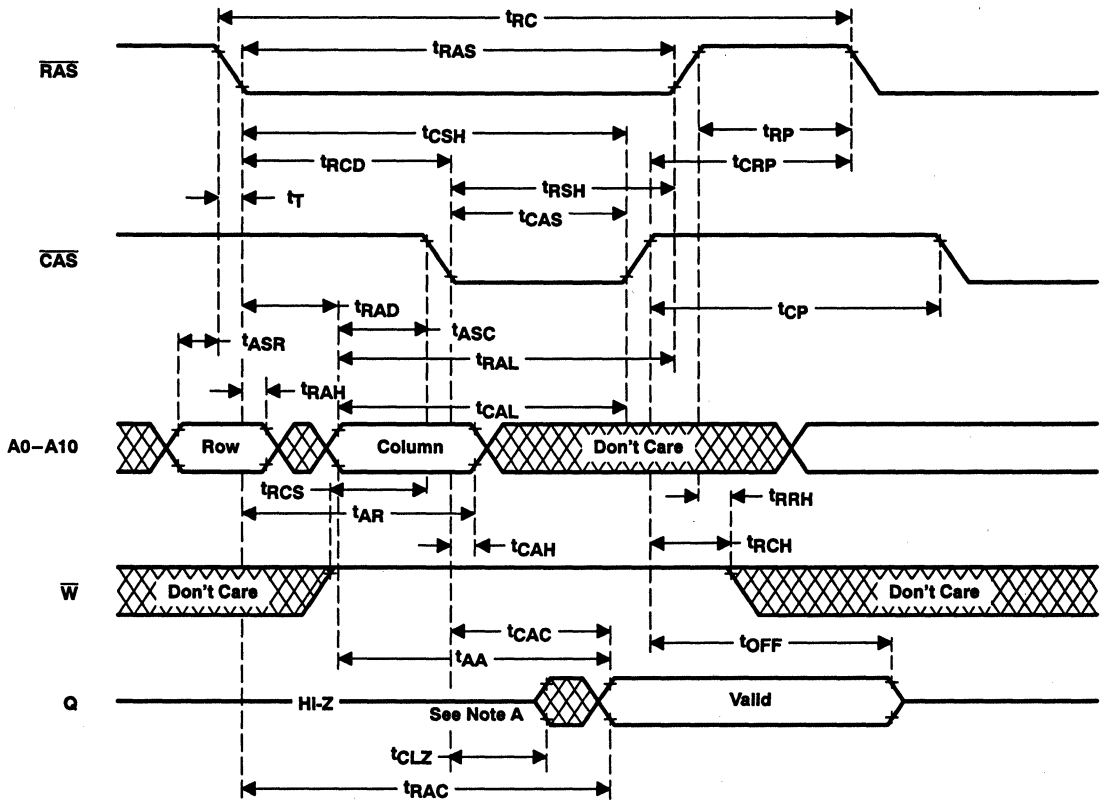 tRC
RAS
tRAS
tCSH
tRP
tRCD
tCRP
tRSH
tT
tCAS
CAS
tRAD
tCP
tASR
tASC
tRAL
tRAH
tCAL
A0–A10
Row
Column
Don't Care
tRCS
tRRH
tAR
tCAH
tRCH
W
Don't Care
Don't Care
tCAC
tOFF
tAA
Q
HI-Z
See Note A
Valid
tCLZ
tRAC